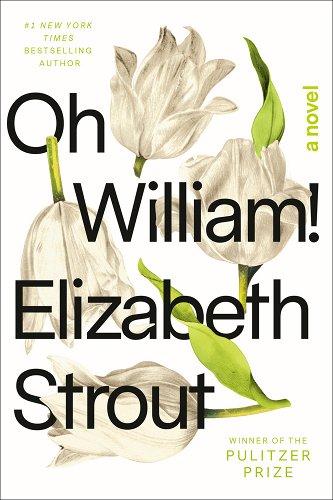 #1 NEW YORK
TIMES
BESTSELLING
AUTHOR
Oh
a novel
William!
Elizabeth
Strout
WINNER OF THE
PULITZER
PRIZE